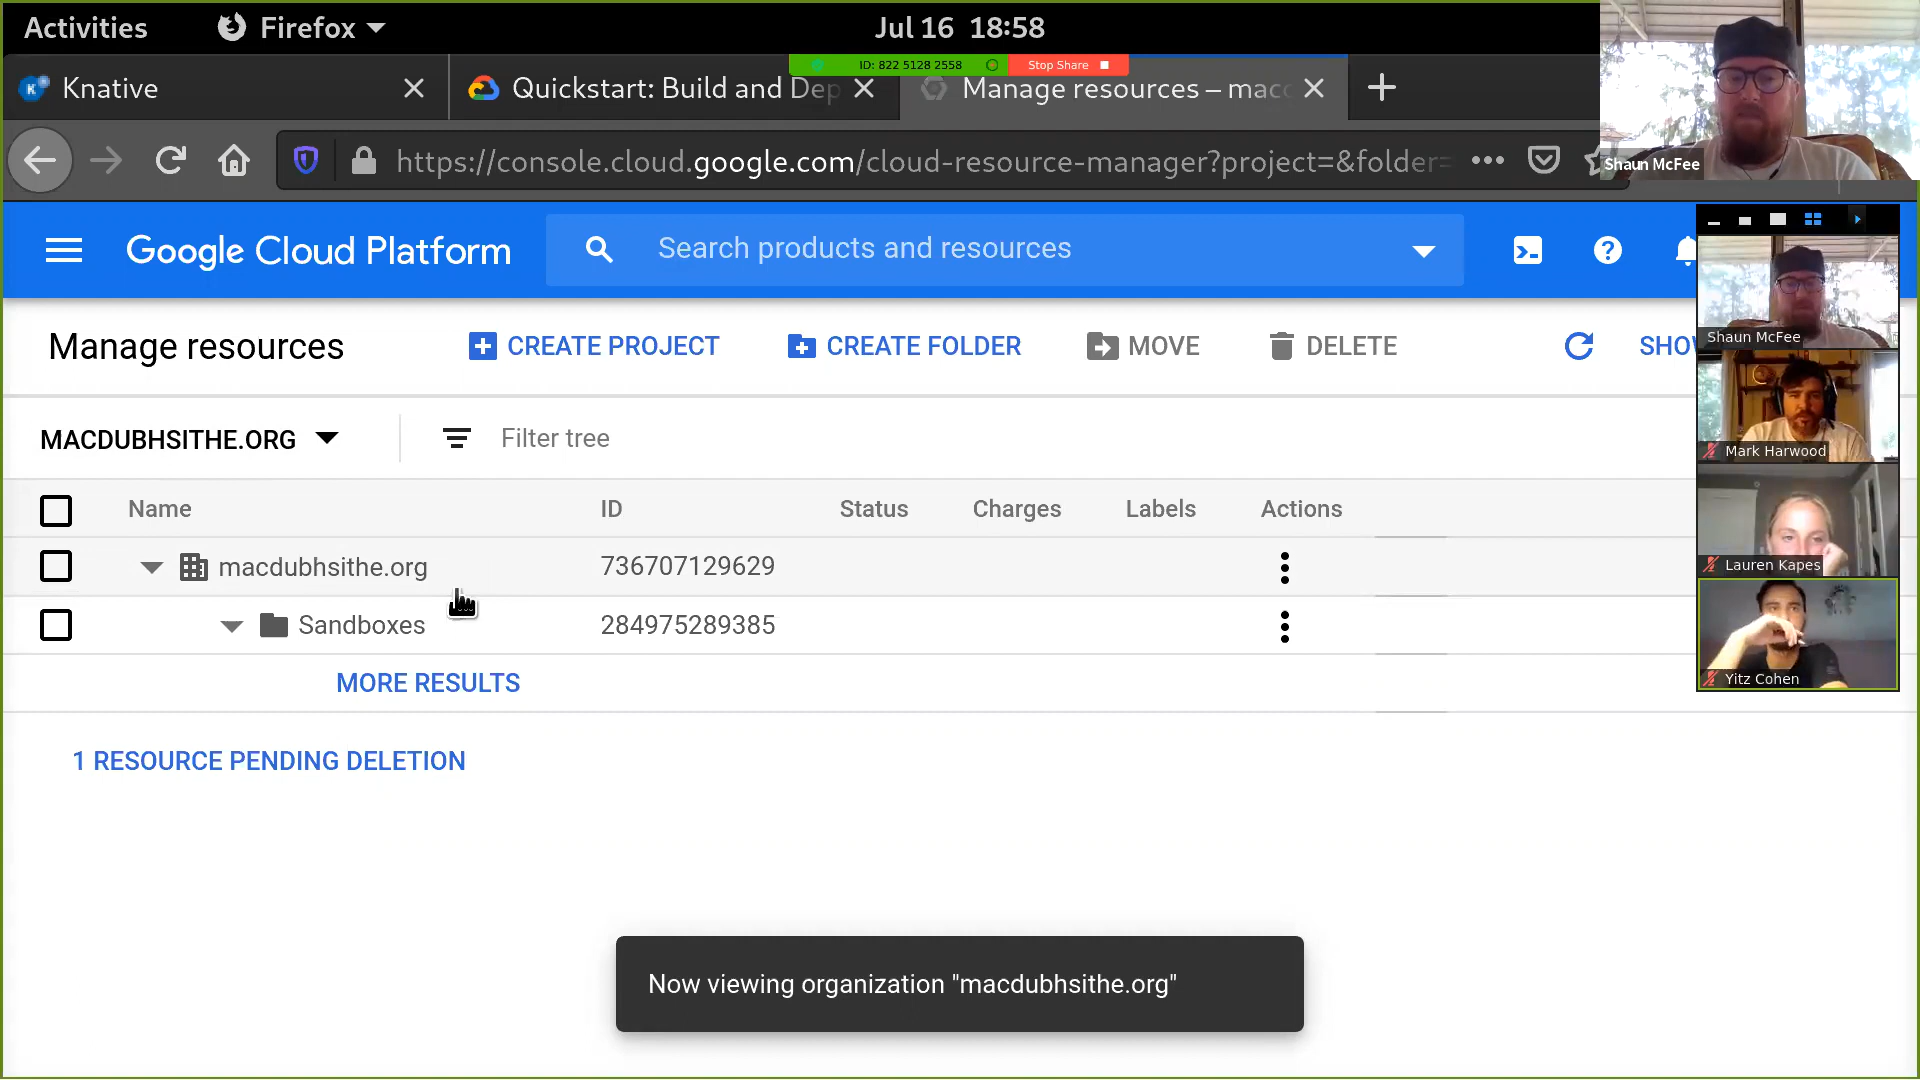 Activities Firefox Jul 16 18:58
ID: 822 5128 2558 Stop Share
Knative Quickstart: Build and Dep Manage resources – macd
https://console.cloud.google.com/cloud-resource-manager?project=&folder=
Shaun McFee
Google Cloud Platform Search products and resources
Manage resources CREATE PROJECT CREATE FOLDER MOVE DELETE SHOW
Shaun McFee
MACDUBHSITHE.ORG Filter tree
Mark Harwood
Name ID Status Charges Labels Actions
macdubhsithe.org 736707129629
Lauren Kapes
Sandboxes 284975289385
MORE RESULTS
Yitz Cohen
1 RESOURCE PENDING DELETION
Now viewing organization "macdubhsithe.org"